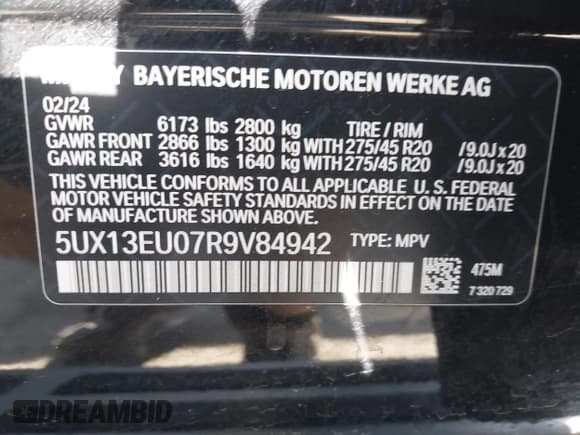 BAYERISCHE MOTOREN WERKE AG
02/24
GVWR 6173 lbs 2800 kg TIRE / RIM
GAWR FRONT 2866 lbs 1300 kg WITH 275/45 R20 /9.0J x 20
GAWR REAR 3616 lbs 1640 kg WITH 275/45 R20 /9.0J x 20
THIS VEHICLE CONFORMS TO ALL APPLICABLE U. S. FEDERAL
MOTOR VEHICLE SAFETY STANDARDS IN EFFECT ON THE DATE
OF MANUFACTURE SHOWN ABOVE.
5UX13EU07R9V84942 TYPE: MPV
475M
7 320 729
DREAMBID